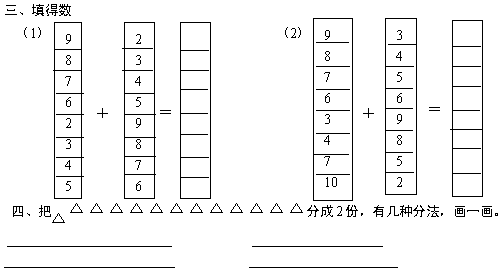 三、填得数
(1) (2)
9 2 9 3
8 3 8 4
7 4 7 5
6 5 6 6
+ = + =
2 9 3 9
3 8 4 8
4 7 7 5
5 6 10 2
四、把△△△△△△△△△△△△△分成2份，有几种分法，画一画。